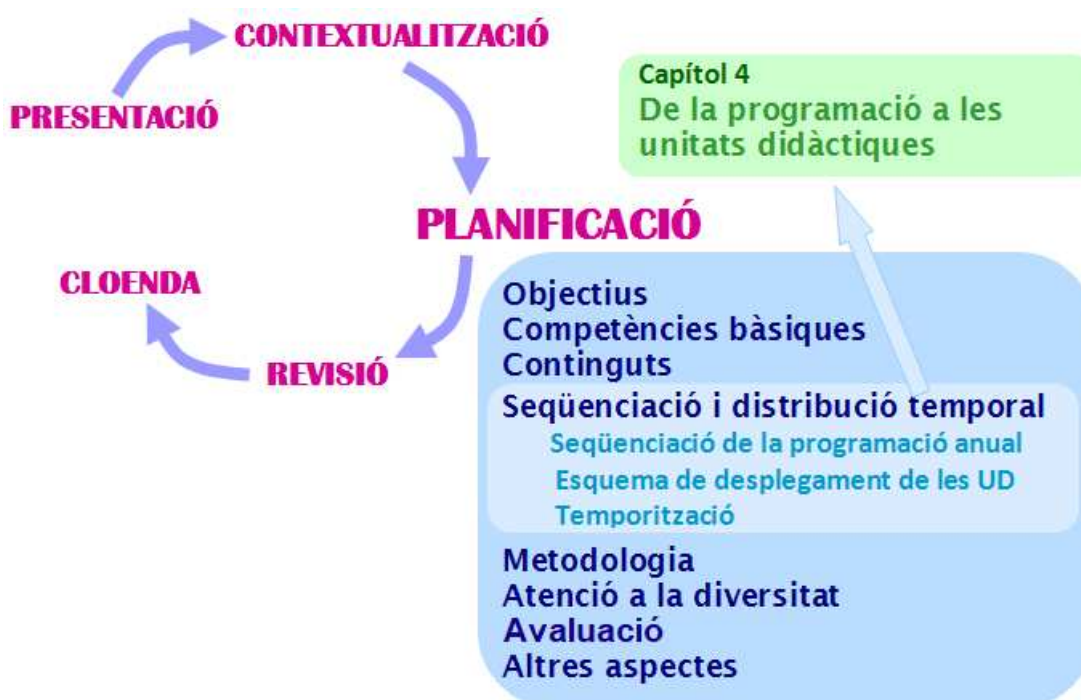 CONTEXTUALITZACIÓ
PRESENTACIÓ
Capítol 4
De la programació a les
unitats didàctiques
PLANIFICACIÓ
CLOENDA
REVISIÓ
Objectius
Competències bàsiques
Continguts
Seqüenciació i distribució temporal
Seqüenciació de la programació anual
Esquema de desplegament de les UD
Temporització
Metodologia
Atenció a la diversitat
Avaluació
Altres aspectes